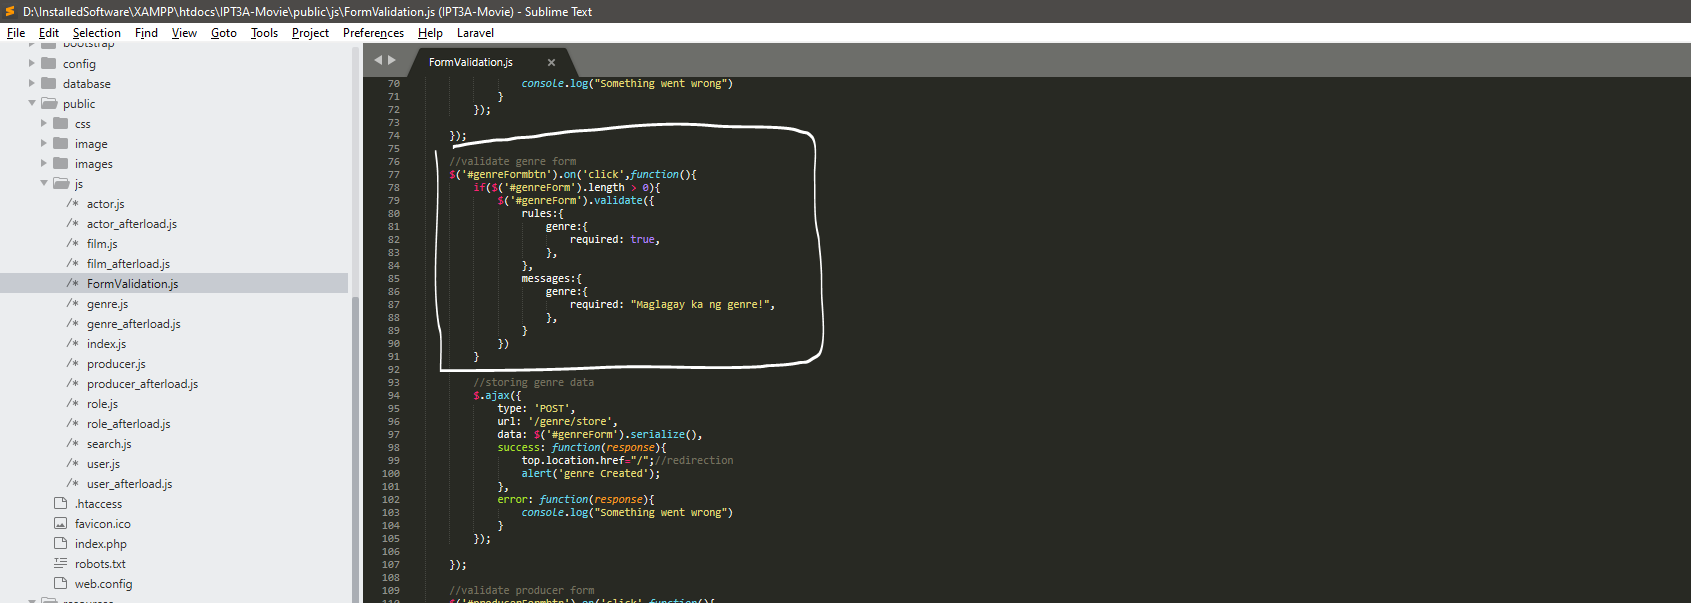 D:\InstalledSoftware\XAMPP\htdocs\IPT3A-Movie\public\js\FormValidation.js (IPT3A-Movie) - Sublime Text
File Edit Selection Find View Goto Tools Project Preferences Help Laravel
bootstrap
config
database
public
css
image
images
js
/* actor.js
/* actor_afterload.js
/* film.js
/* film_afterload.js
/* FormValidation.js
/* genre.js
/* genre_afterload.js
/* index.js
/* producer.js
/* producer_afterload.js
/* role.js
/* role_afterload.js
/* search.js
/* user.js
/* user_afterload.js
.htaccess
favicon.ico
index.php
robots.txt
web.config
resources
FormValidation.js ×
70 console.log("Something went wrong")
71 }
72 });
73
74 });
75
76 //validate genre form
77 $('#genreFormbtn').on('click',function(){
78 if($('#genreForm').length > 0){
79 $('#genreForm').validate({
80 rules:{
81 genre:{
82 required: true,
83 },
84 },
85 messages:{
86 genre:{
87 required: "Maglagay ka ng genre!",
88 },
89 }
90 })
91 }
92
93 //storing genre data
94 $.ajax({
95 type: 'POST',
96 url: '/genre/store',
97 data: $('#genreForm').serialize(),
98 success: function(response){
99 top.location.href="/";//redirection
100 alert('genre Created');
101 },
102 error: function(response){
103 console.log("Something went wrong")
104 }
105 });
106
107 });
108
109 //validate producer form
110 $('#producerFormbtn').on('click',function(){